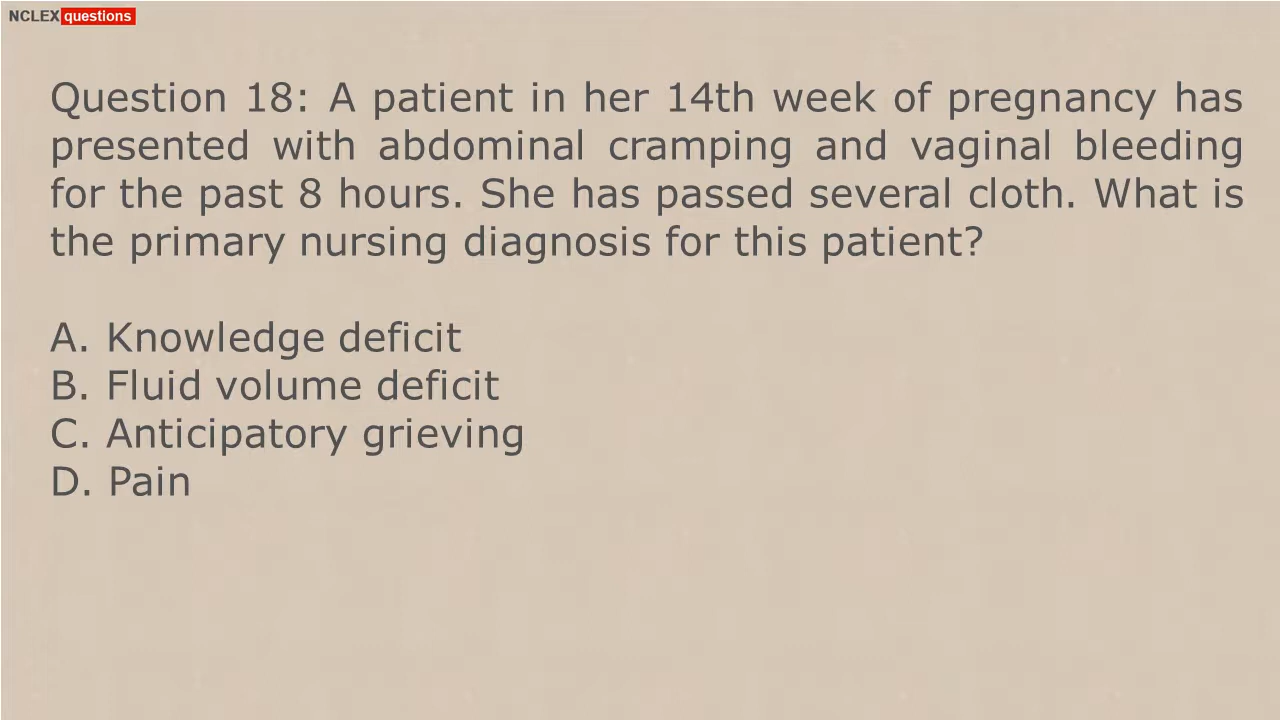 NCLEX questions
Question 18: A patient in her 14th week of pregnancy has
presented with abdominal cramping and vaginal bleeding
for the past 8 hours. She has passed several cloth. What is
the primary nursing diagnosis for this patient?
A. Knowledge deficit
B. Fluid volume deficit
C. Anticipatory grieving
D. Pain